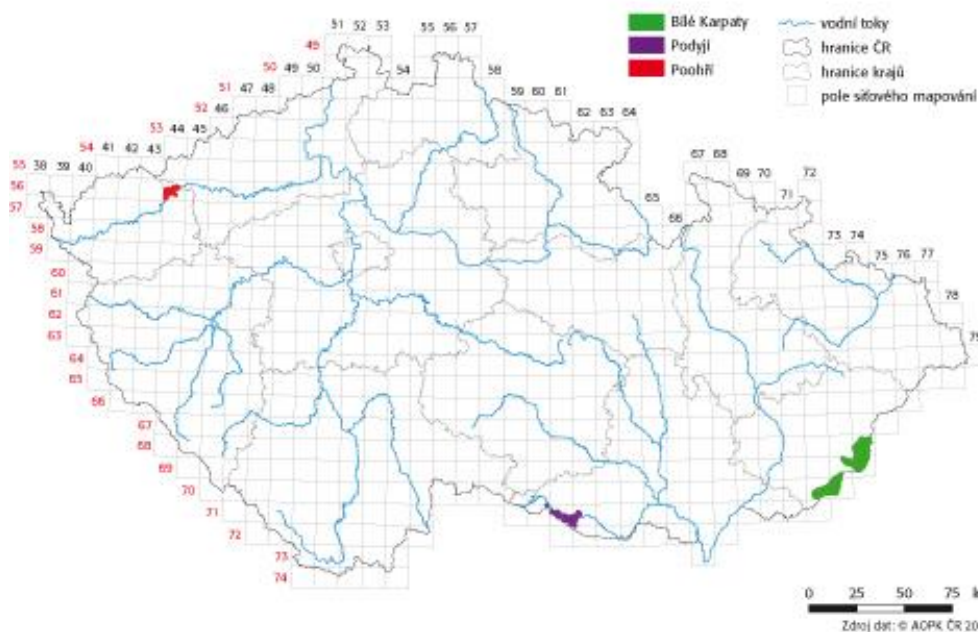 51 52 53 55 56 57 Bílé Karpaty vodní toky
49 Podyjí hranice ČR
50 49 50 54 58 Poohří hranice krajů
51 47 48 59 60 61 pole síťového mapování
52 46 62 63 64
53 44 45
54 41 42 43 67 68
55 38 39 40 69 70 72
56 71
57 65
58 66
59 73 74
60 75 76 77
61 78
62
63
64
65
66
67
68
69
70
71
72
73
74
0 25 50 75
Zdroj dat: © AOPK ČR